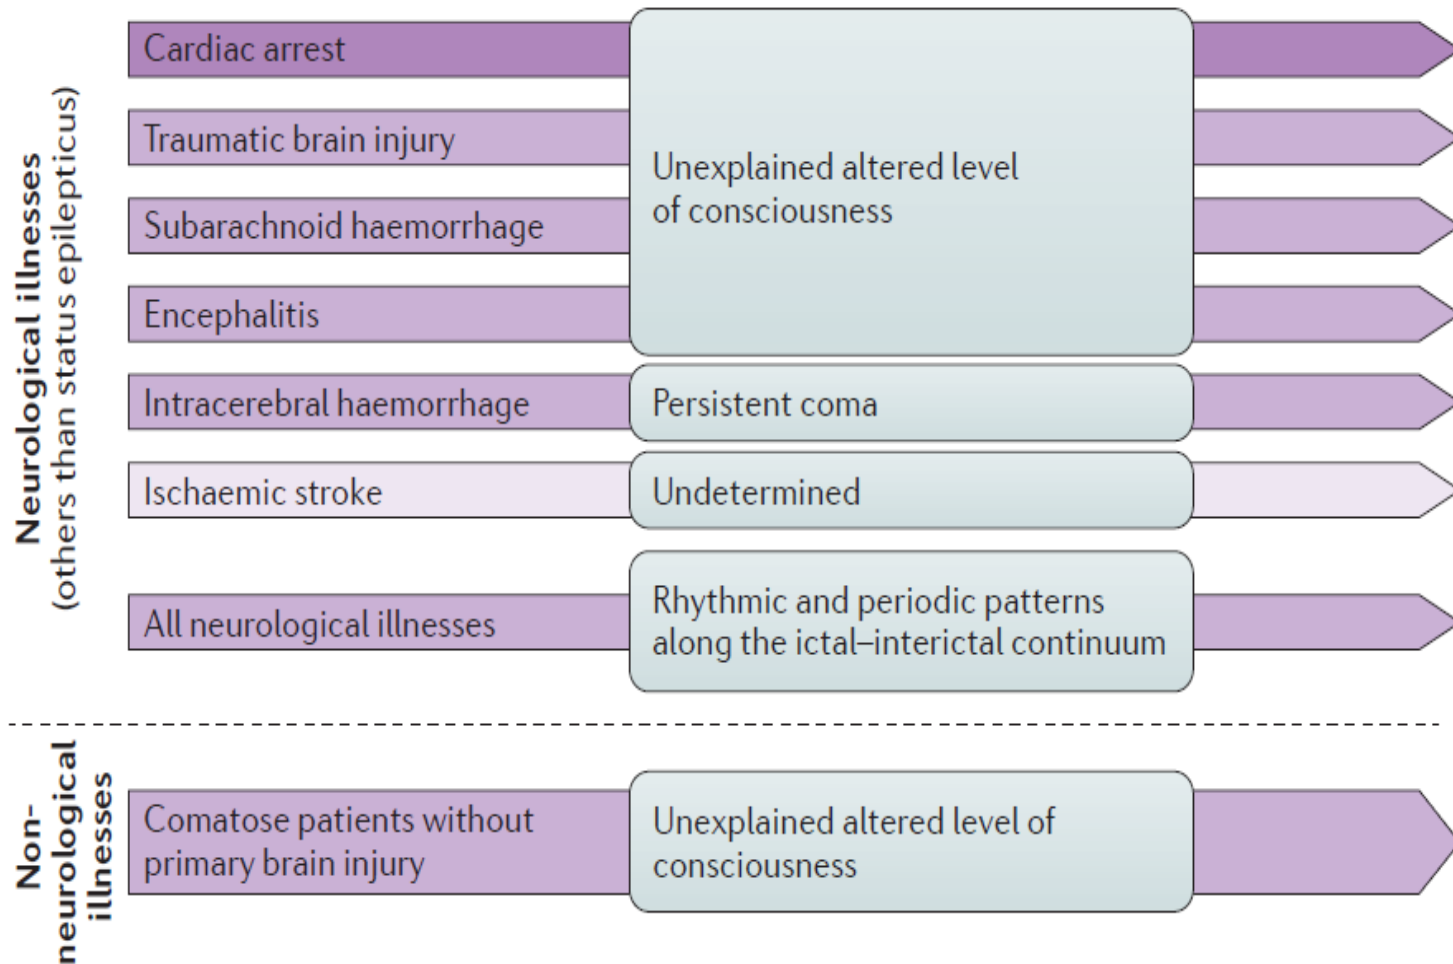 Neurological illnesses
(others than status epilepticus)
Cardiac arrest
Traumatic brain injury
Subarachnoid haemorrhage
Encephalitis
Unexplained altered level
of consciousness
Intracerebral haemorrhage
Persistent coma
Ischaemic stroke
Undetermined
All neurological illnesses
Rhythmic and periodic patterns
along the ictal–interictal continuum
Non-
neurological
illnesses
Comatose patients without
primary brain injury
Unexplained altered level of
consciousness